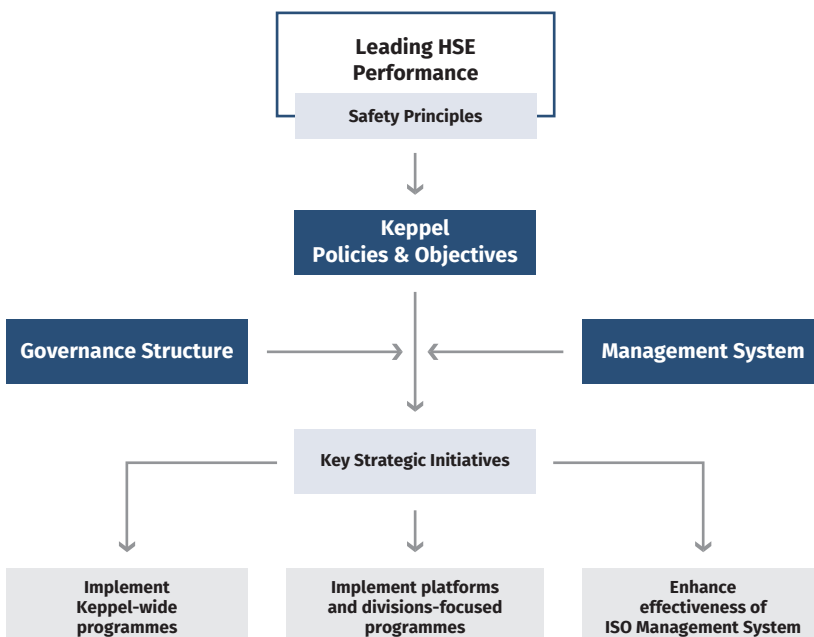 Leading HSE
Performance
Safety Principles
Keppel
Policies & Objectives
Governance Structure
Management System
Key Strategic Initiatives
Implement
Keppel-wide
programmes
Implement platforms
and divisions-focused
programmes
Enhance
effectiveness of
ISO Management System